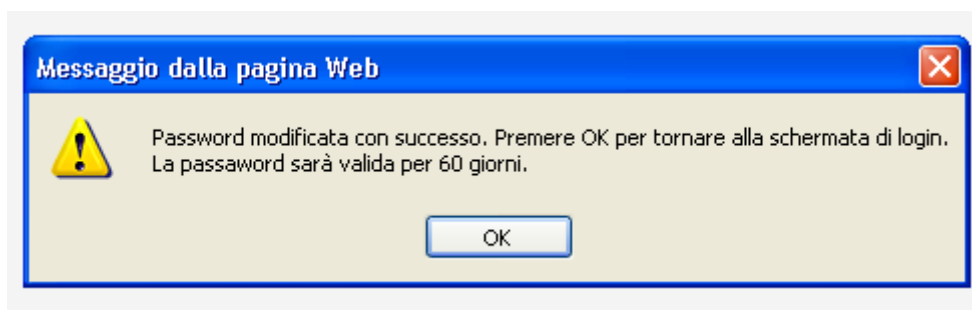 Messaggio dalla pagina Web
Password modificata con successo. Premere OK per tornare alla schermata di login.
La passaword sarà valida per 60 giorni.
OK